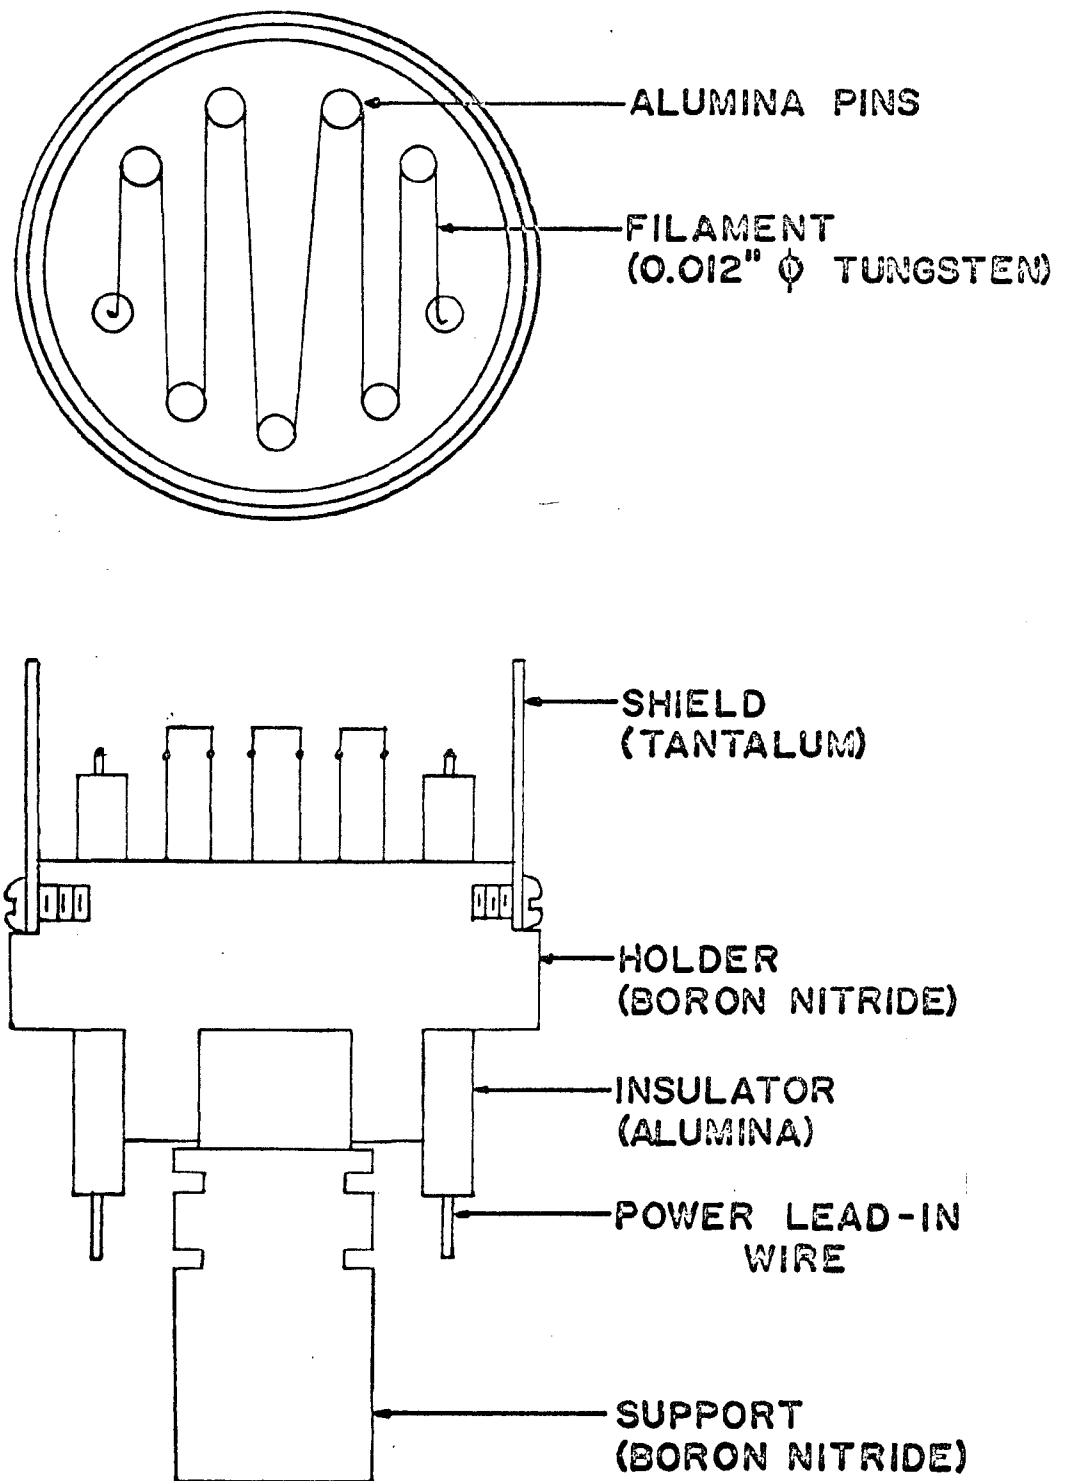 ALUMINA PINS
FILAMENT
(0.012" ϕ TUNGSTEN)
SHIELD
(TANTALUM)
HOLDER
(BORON NITRIDE)
INSULATOR
(ALUMINA)
POWER LEAD-IN
WIRE
SUPPORT
(BORON NITRIDE)